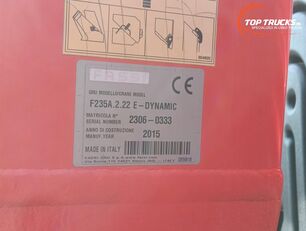 TOP TRUCKS
FASSI
CE
GRU MODELLO/CRANE MODEL
F235A.2.22 E-DYNAMIC
MATRICOLA N°
SERIAL NUMBER 2306-0333
ANNO DI COSTRUZIONE
MANUF. YEAR 2015
MADE IN ITALY